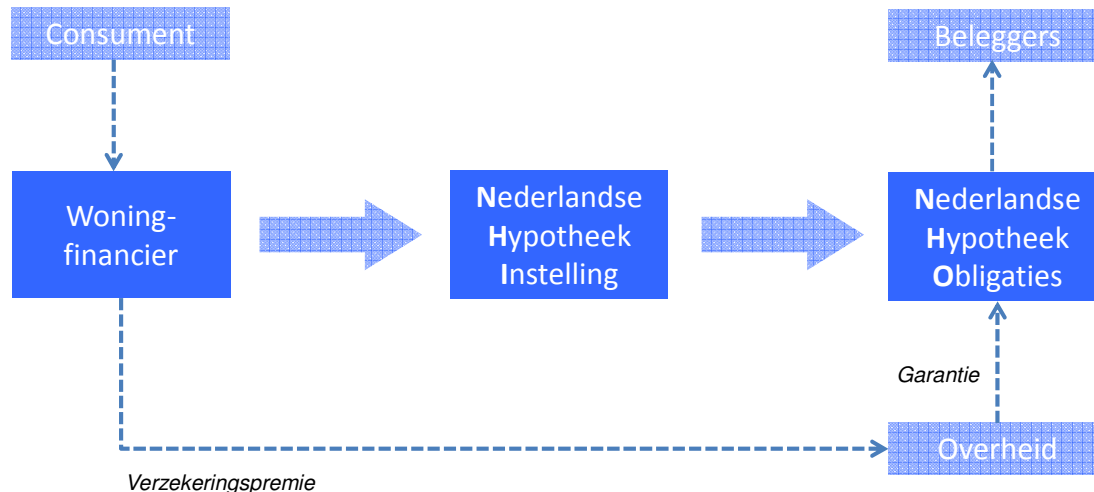 Consument
Beleggers
Woning-
financier
Nederlandse
Hypotheek
Instelling
Nederlandse
Hypotheek
Obligaties
Garantie
Overheid
Verzekeringspremie